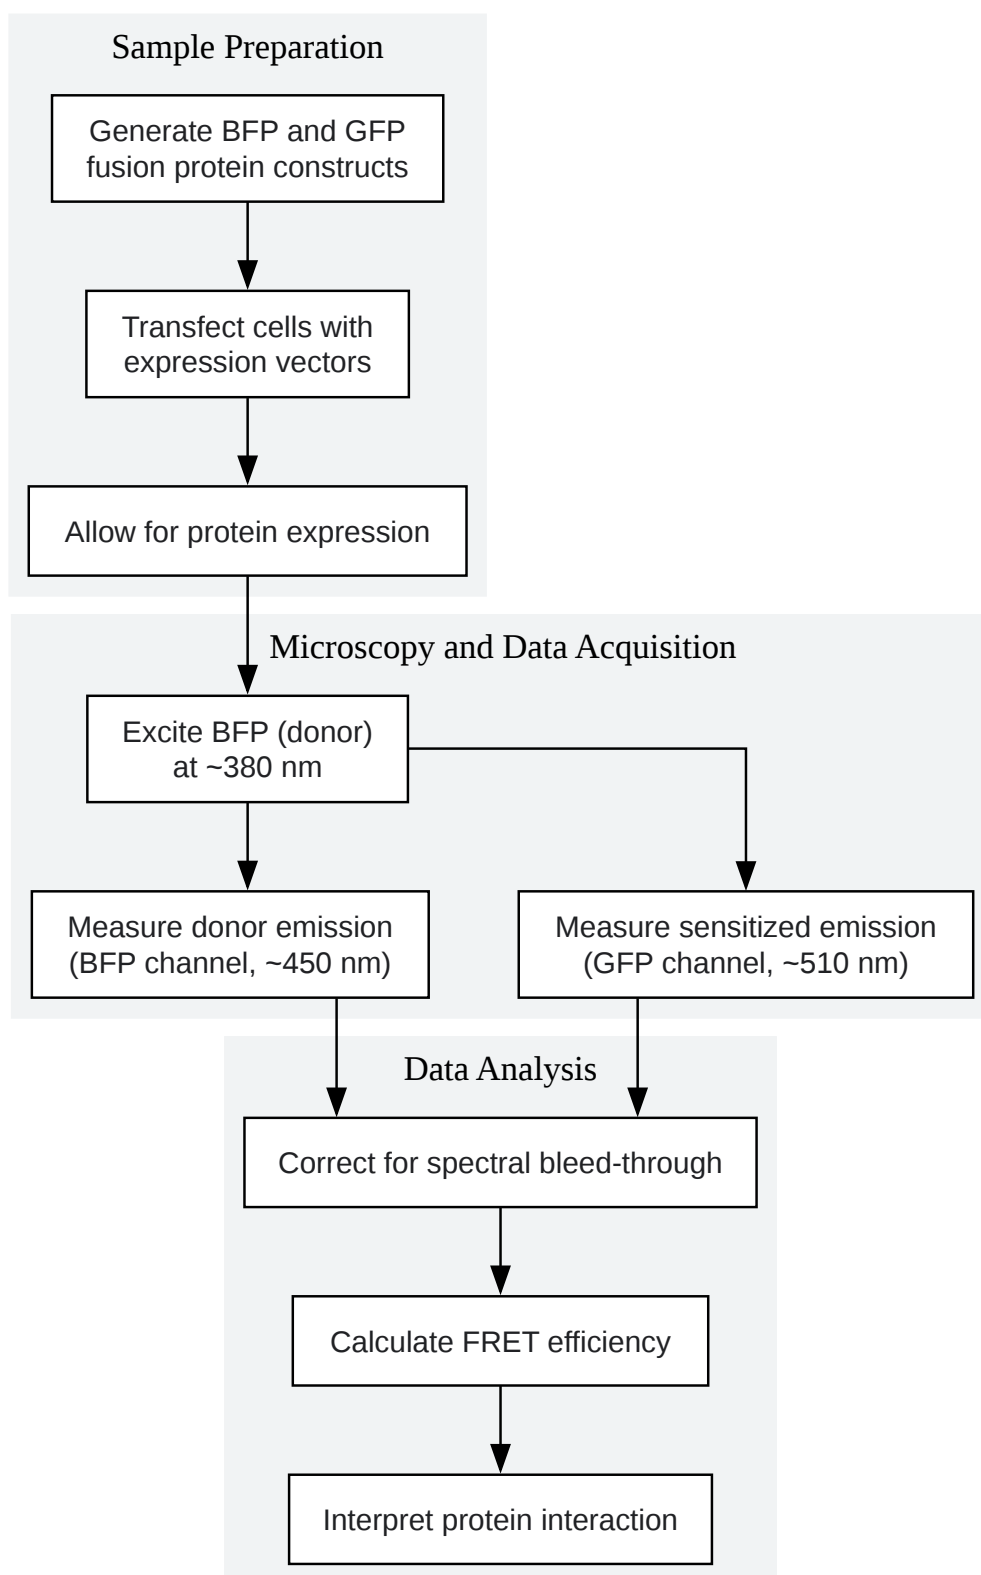 Sample Preparation
Generate BFP and GFP
fusion protein constructs
Transfect cells with
expression vectors
Allow for protein expression
Microscopy and Data Acquisition
Excite BFP (donor)
at ~380 nm
Measure donor emission
(BFP channel, ~450 nm)
Measure sensitized emission
(GFP channel, ~510 nm)
Data Analysis
Correct for spectral bleed-through
Calculate FRET efficiency
Interpret protein interaction